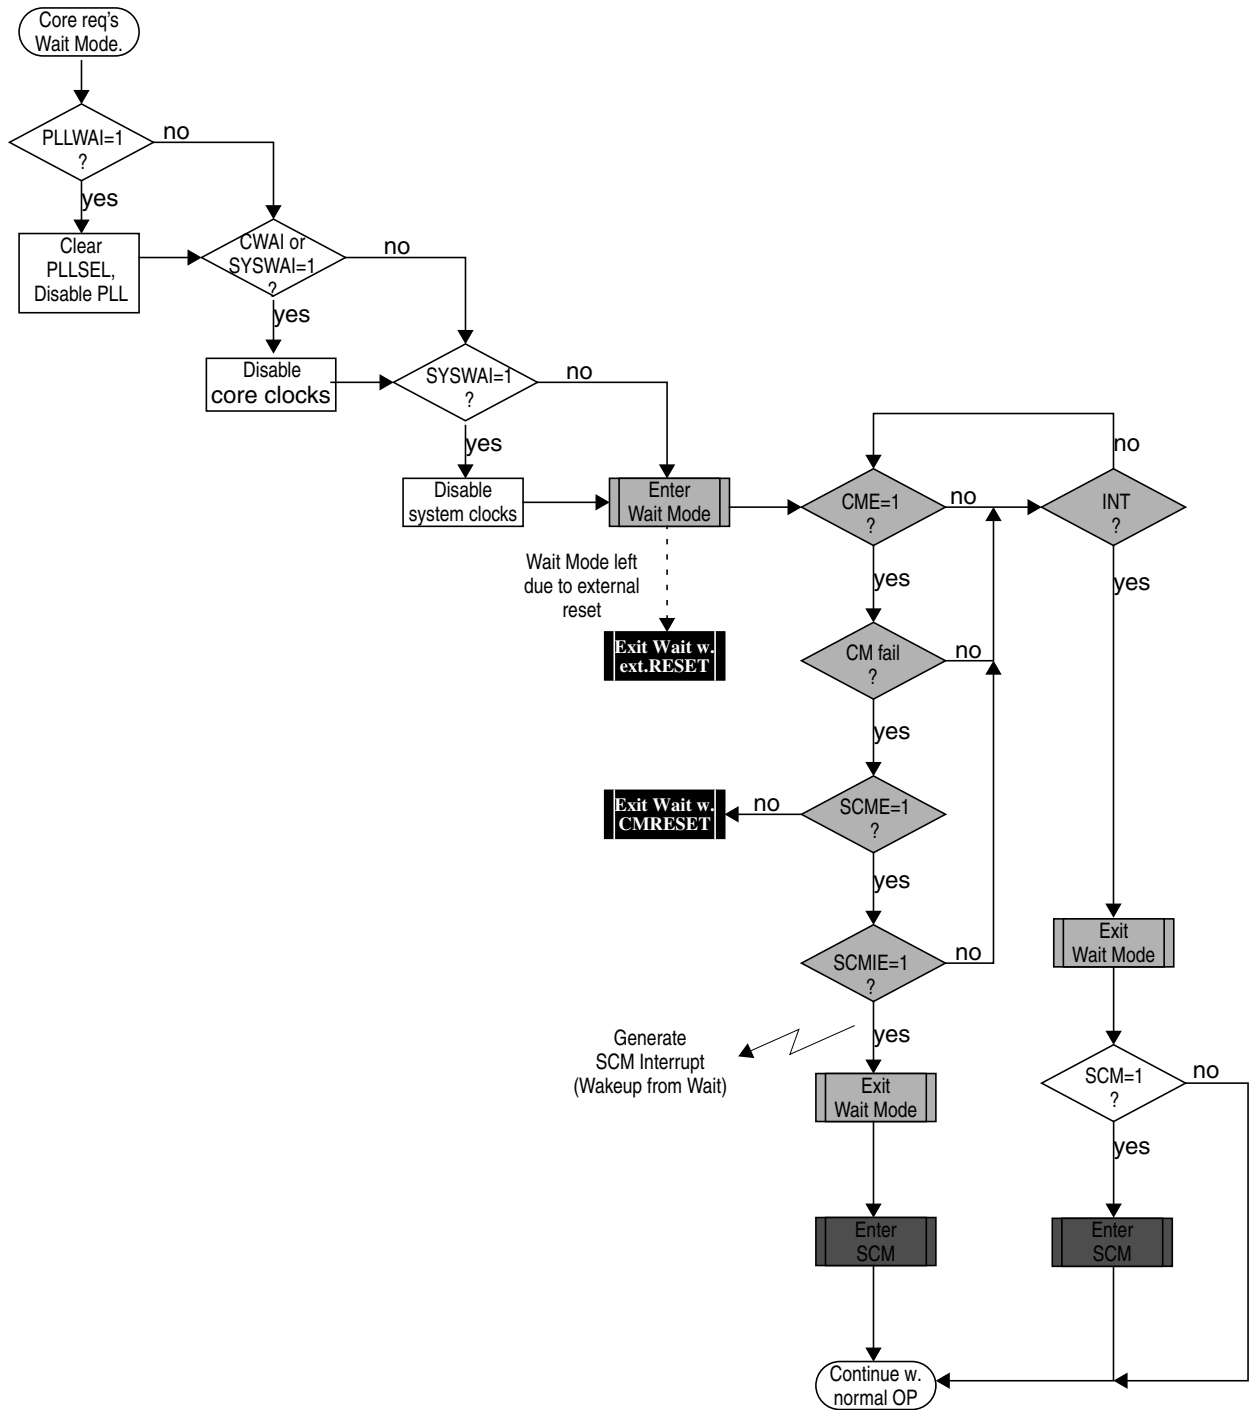 Core req's
Wait Mode.
PLLWAI=1
?
no
yes
Clear
PLLSEL,
Disable PLL
CWAI or
SYSWAI=1
?
no
yes
Disable
core clocks
SYSWAI=1
?
no
yes
Disable
system clocks
Enter
Wait Mode
Wait Mode left
due to external
reset
Exit Wait w.
ext.RESET
CME=1
?
no
yes
INT
?
no
yes
CM fail
?
no
yes
SCME=1
?
no
yes
Exit Wait w.
CMRESET
SCMIE=1
?
no
yes
Generate
SCM Interrupt
(Wakeup from Wait)
Exit
Wait Mode
Enter
SCM
Exit
Wait Mode
SCM=1
?
no
yes
Enter
SCM
Continue w.
normal OP